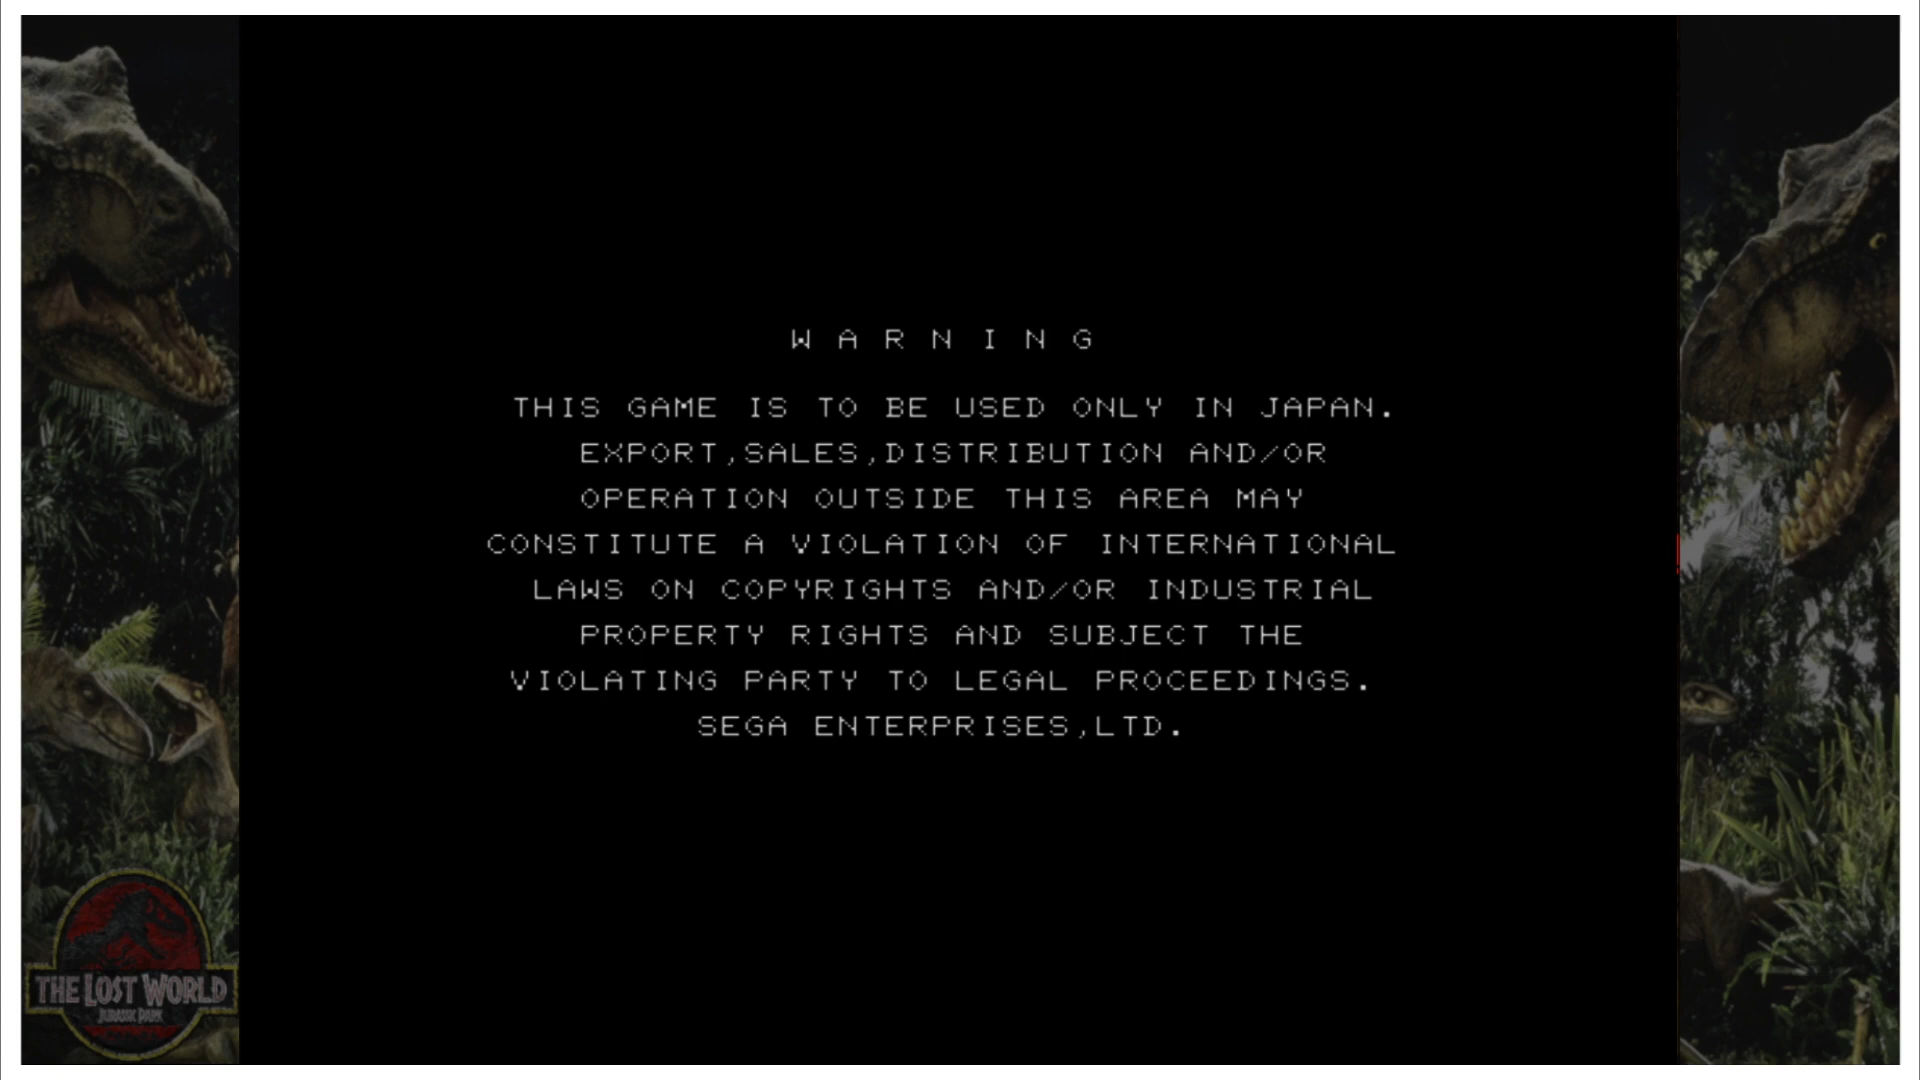 W A R N I N G
THIS GAME IS TO BE USED ONLY IN JAPAN.
EXPORT,SALES,DISTRIBUTION AND/OR
OPERATION OUTSIDE THIS AREA MAY
CONSTITUTE A VIOLATION OF INTERNATIONAL
LAWS ON COPYRIGHTS AND/OR INDUSTRIAL
PROPERTY RIGHTS AND SUBJECT THE
VIOLATING PARTY TO LEGAL PROCEEDINGS.
SEGA ENTERPRISES,LTD.
THE LOST WORLD
JURASSIC PARK